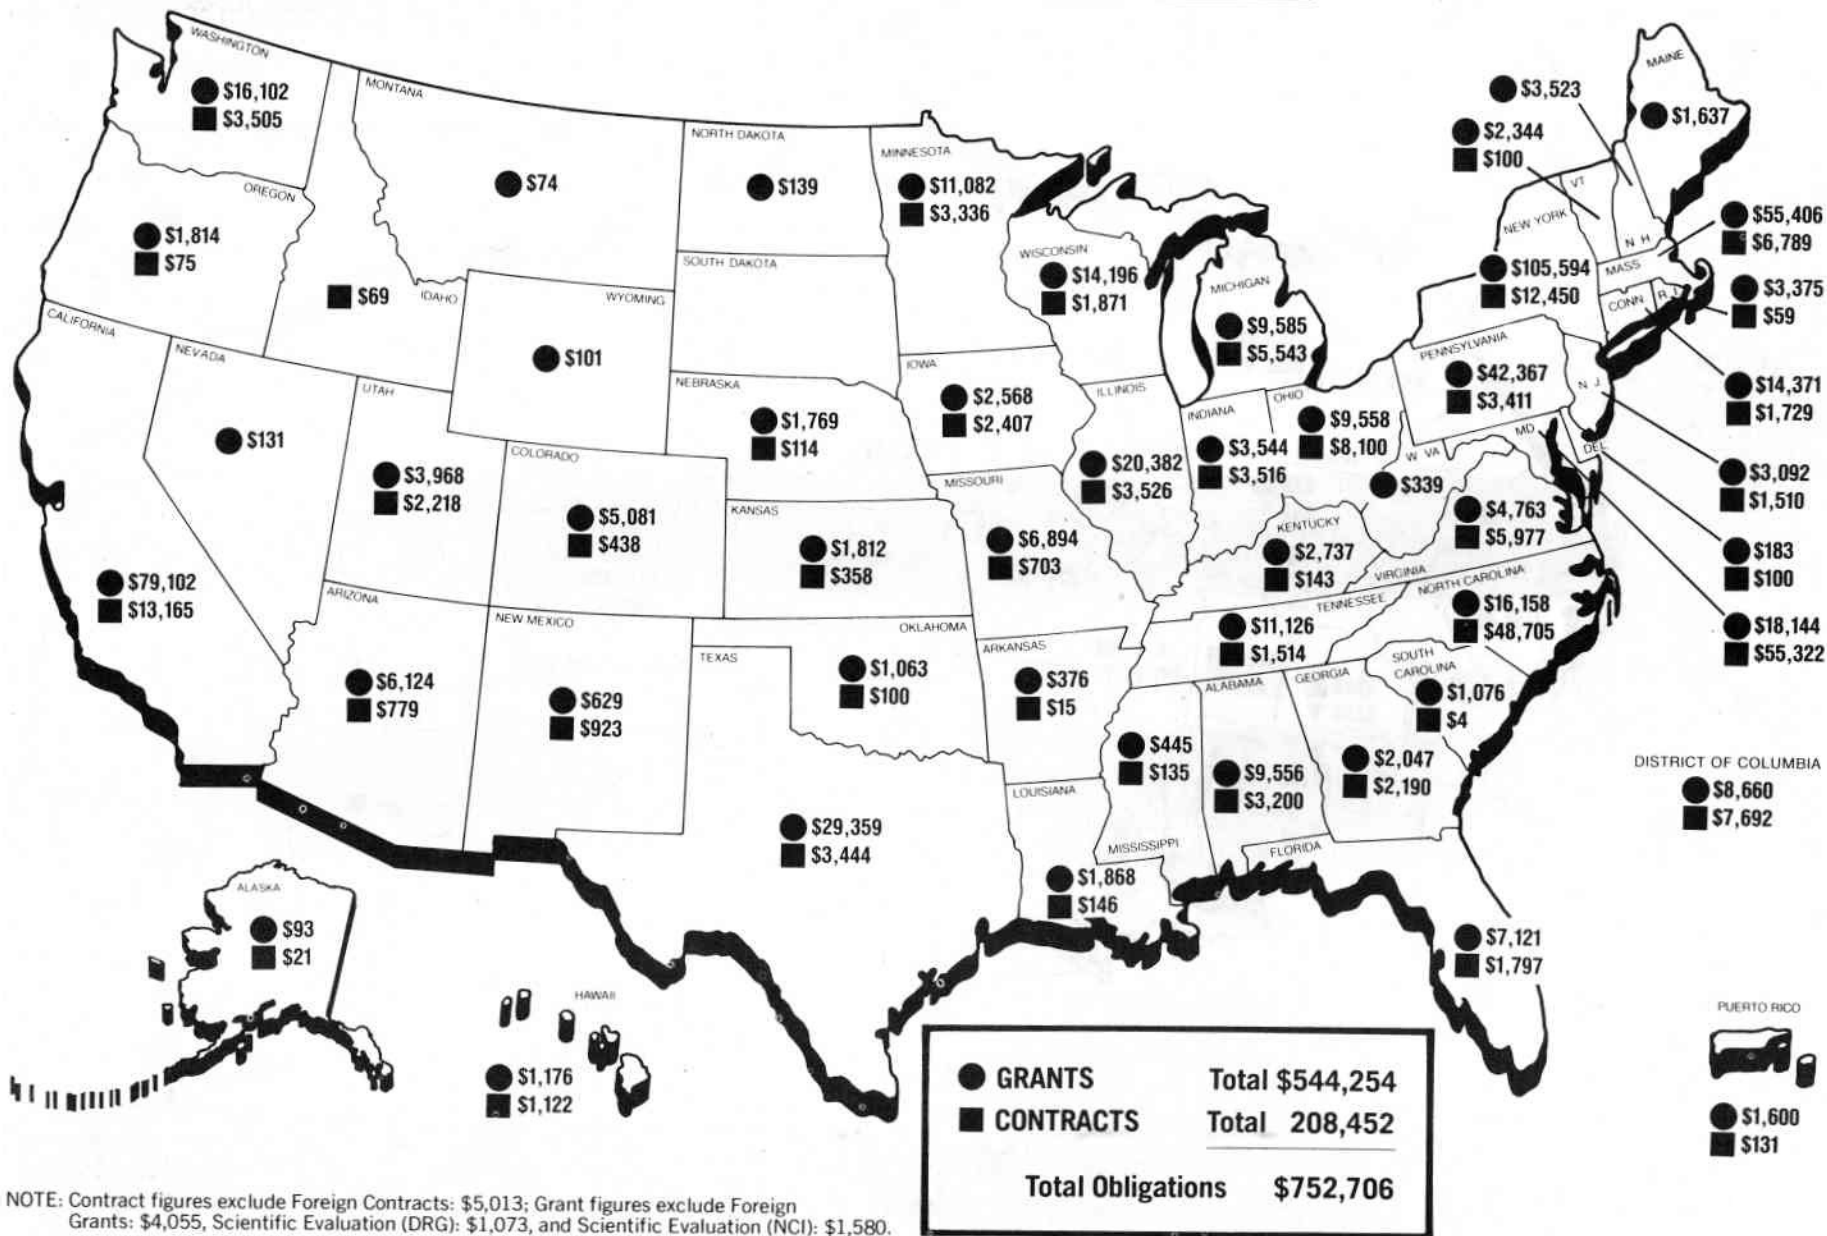 WASHINGTON
$16,102
$3,505
MONTANA
$74
NORTH DAKOTA
$139
MINNESOTA
$11,082
$3,336
$3,523
$2,344
$100
MAINE
$1,637
OREGON
$1,814
$75
$69
IDAHO
WYOMING
$101
SOUTH DAKOTA
WISCONSIN
$14,196
$1,871
MICHIGAN
$9,585
$5,543
NEW YORK
$105,594
$12,450
VT
N H
MASS
CONN
R I
$55,406
$6,789
$3,375
$59
$14,371
$1,729
CALIFORNIA
$79,102
$13,165
NEVADA
$131
UTAH
$3,968
$2,218
COLORADO
$5,081
$438
NEBRASKA
$1,769
$114
IOWA
$2,568
$2,407
ILLINOIS
$20,382
$3,526
INDIANA
$3,544
$3,516
OHIO
$9,558
$8,100
PENNSYLVANIA
$42,367
$3,411
N J
MD
DEL
W VA
$339
$3,092
$1,510
$183
$100
$18,144
$55,322
KANSAS
$1,812
$358
MISSOURI
$6,894
$703
KENTUCKY
$2,737
$143
$4,763
$5,977
VIRGINIA
ARIZONA
$6,124
$779
NEW MEXICO
$629
$923
OKLAHOMA
$1,063
$100
TEXAS
$29,359
$3,444
ARKANSAS
$376
$15
TENNESSEE
$11,126
$1,514
NORTH CAROLINA
$16,158
$48,705
SOUTH
CAROLINA
$1,076
$4
ALABAMA
$9,556
$3,200
GEORGIA
$2,047
$2,190
$445
$135
MISSISSIPPI
LOUISIANA
$1,868
$146
FLORIDA
$7,121
$1,797
DISTRICT OF COLUMBIA
$8,660
$7,692
ALASKA
$93
$21
HAWAII
$1,176
$1,122
PUERTO RICO
$1,600
$131
GRANTS Total $544,254
CONTRACTS Total 208,452
Total Obligations $752,706
NOTE: Contract figures exclude Foreign Contracts: $5,013; Grant figures exclude Foreign
Grants: $4,055, Scientific Evaluation (DRG): $1,073, and Scientific Evaluation (NCI): $1,580.